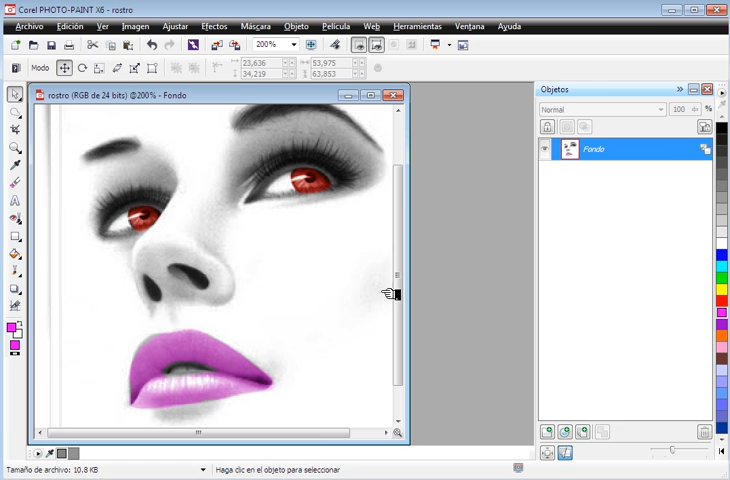 Corel PHOTO-PAINT X6 - rostro
Archivo Edición Ver Imagen Ajustar Efectos Máscara Objeto Película Web Herramientas Ventana Ayuda
200%
Modo
23,636 53,975
34,219 63,853
rostro (RGB de 24 bits) @200% - Fondo
Objetos
Normal 100 %
Fondo
Tamaño de archivo: 10.8 KB Haga clic en el objeto para seleccionar